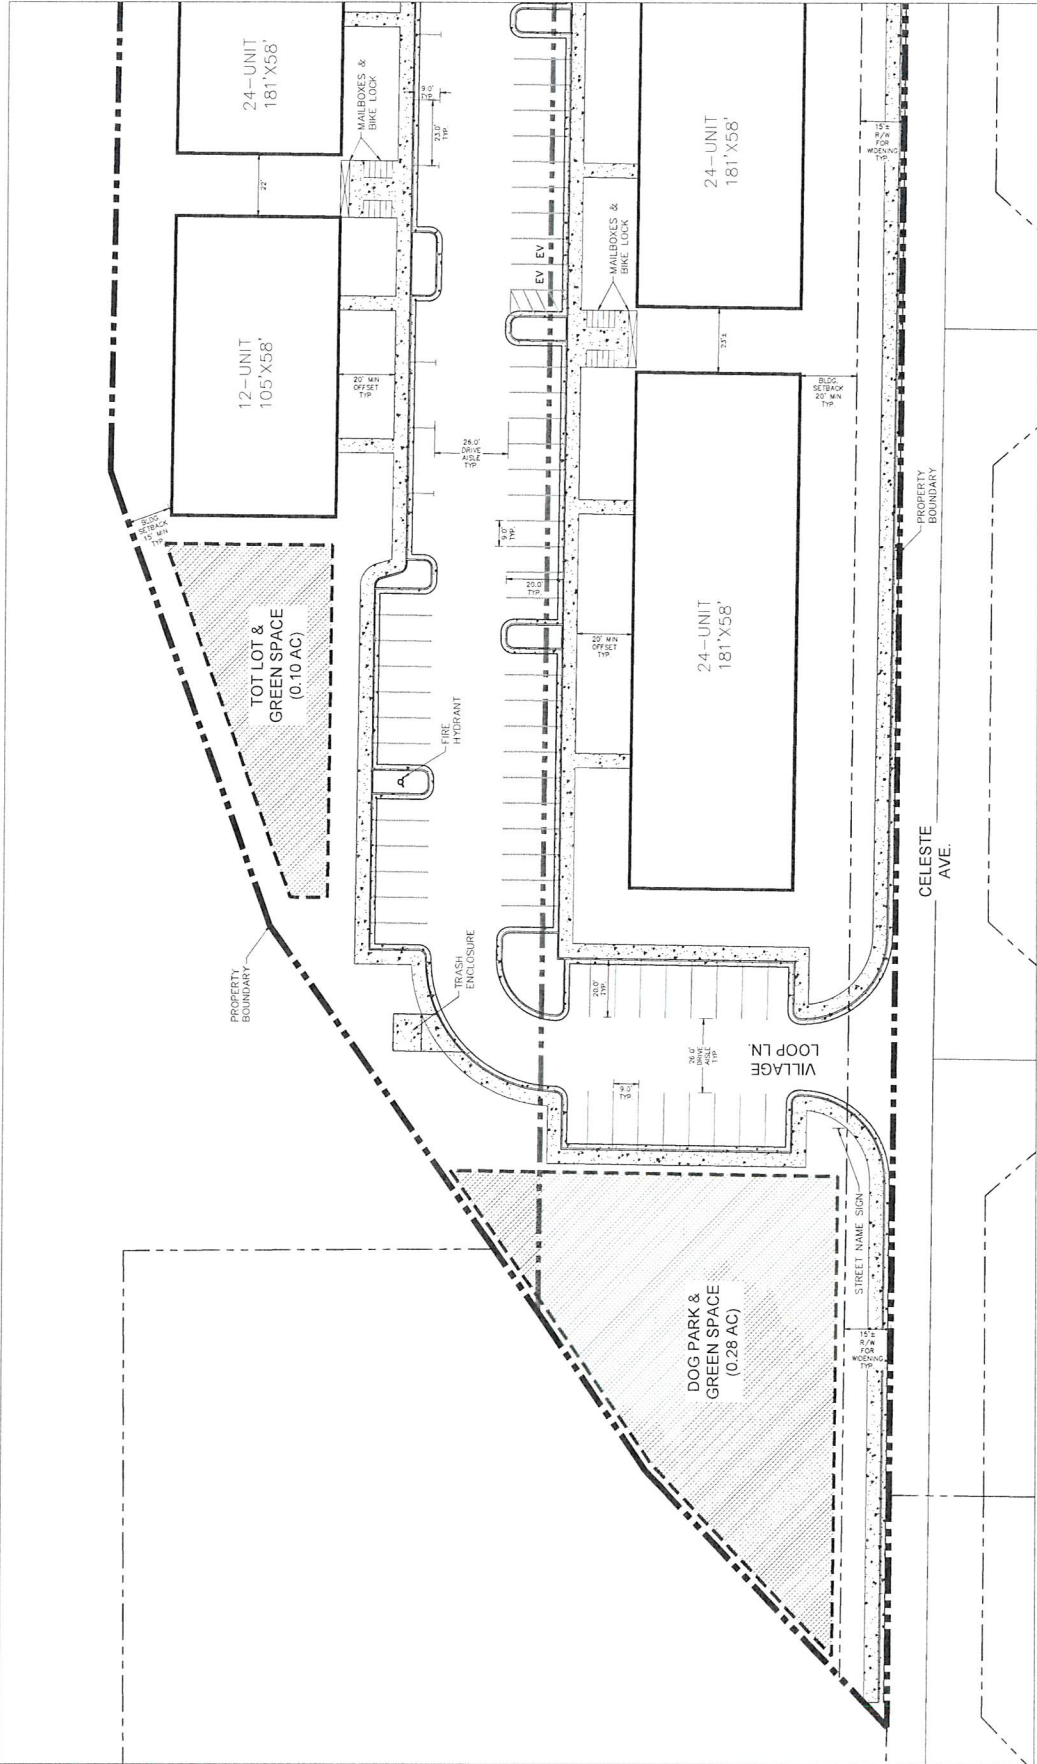 24-UNIT
181'X58'
MAILBOXES &
BIKE LOCK
9.0'
TYP.
23.0'
TYP.
22'
12-UNIT
105'X58'
20' MIN
OFFSET
TYP
BLDG.
SETBACK
15' MIN
TYP
TOT LOT &
GREEN SPACE
(0.10 AC)
FIRE
HYDRANT
PROPERTY
BOUNDARY
TRASH
ENCLOSURE
26.0'
DRIVE
AISLE
TYP
9.0'
TYP.
20.0'
TYP.
EV EV
MAILBOXES &
BIKE LOCK
24-UNIT
181'X58'
23'±
15'±
R/W
FOR
WIDENING
TYP.
BLDG.
SETBACK
20' MIN
TYP.
20' MIN
OFFSET
TYP
24-UNIT
181'X58'
PROPERTY
BOUNDARY
CELESTE
AVE.
20.0'
TYP.
26.0'
DRIVE
AISLE
TYP
9.0'
TYP.
VILLAGE
LOOP LN.
STREET NAME SIGN
DOG PARK &
GREEN SPACE
(0.28 AC)
15'±
R/W
FOR
WIDENING
TYP.